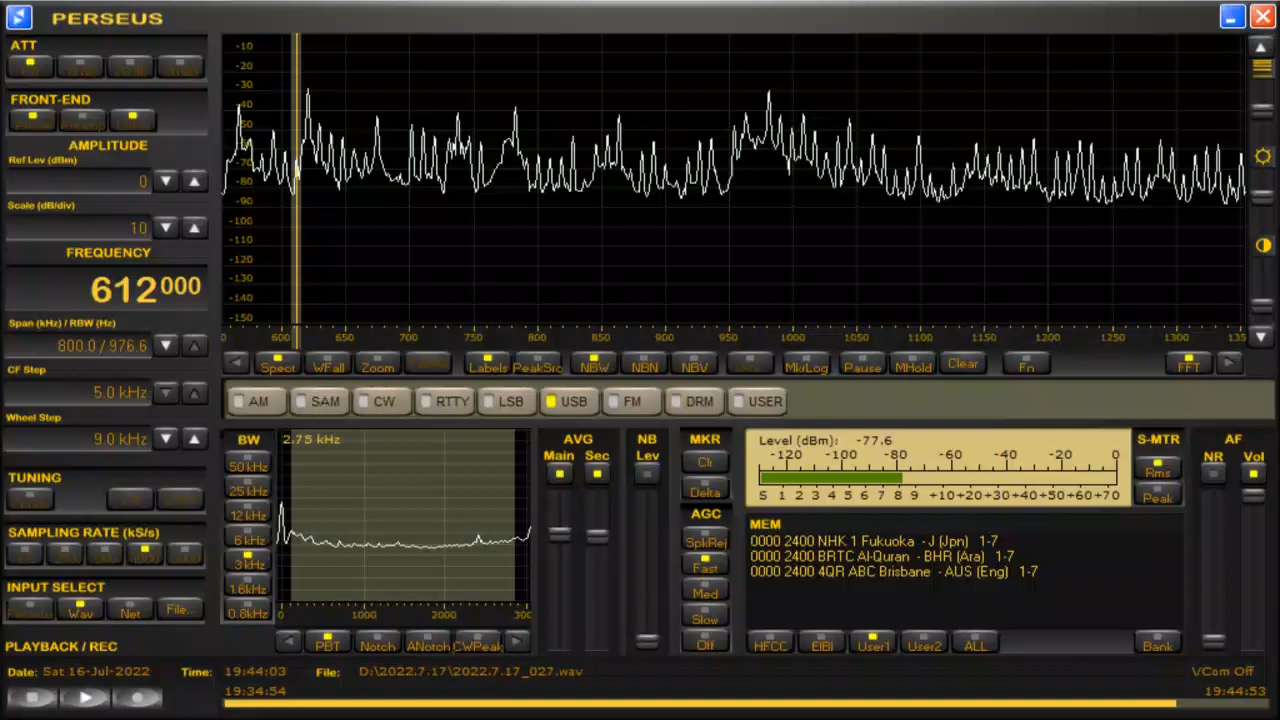 PERSEUS
ATT
FRONT-END
Presel Preamp
AMPLITUDE
Ref Lev (dBm)
0
Scale (dB/div)
10
FREQUENCY
612000
Span (kHz) / RBW (Hz)
800.0 / 976.6
CF Step
5.0 kHz
Wheel Step
9.0 kHz
TUNING
SAMPLING RATE (kS/s)
INPUT SELECT
Perseus Wav Net File..
PLAYBACK / REC
-10
-20
-30
-40
-50
-60
-70
-80
-90
-100
-110
-120
-130
-140
-150
0 600 650 700 750 800 850 900 950 1000 1050 1100 1150 1200 1250 1300 135
Spect WFall Zoom Labels PeakSrc NBW NBN NBV MkrLog Pause MHold Clear Fn FFT
AM SAM CW RTTY LSB USB FM DRM USER
BW
50 kHz
25 kHz
12 kHz
6 kHz
3 kHz
1.6kHz
0.8kHz
2.75 kHz
0 1000 2000 300
PBT Notch ANotch CWPeak
AVG
Main Sec
NB
Lev
MKR
Clr
Delta
AGC
SpkRej
Fast
Med
Slow
Off
Level (dBm): -77.6
-120 -100 -80 -60 -40 -20 0
S 1 2 3 4 5 6 7 8 9 +10+20+30+40+50+60+70
S-MTR
Rms
Peak
AF
NR Vol
MEM
0000 2400 NHK 1 Fukuoka - J (Jpn) 1-7
0000 2400 BRTC Al-Quran - BHR (Ara) 1-7
0000 2400 4QR ABC Brisbane - AUS (Eng) 1-7
HFCC EIBI User1 User2 ALL Bank
Date: Sat 16-Jul-2022 Time: 19:44:03 File: D:\2022.7.17\2022.7.17_027.wav VCom Off
19:34:54 19:44:53